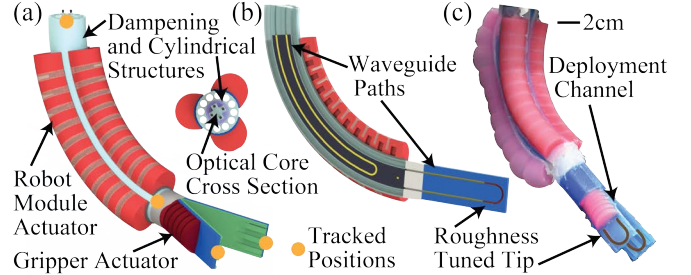 (a)
Dampening
and Cylindrical
Structures
Optical Core
Cross Section
Robot
Module
Actuator
Gripper Actuator
Tracked
Positions
(b)
Waveguide
Paths
Roughness
Tuned Tip
(c)
2cm
Deployment
Channel